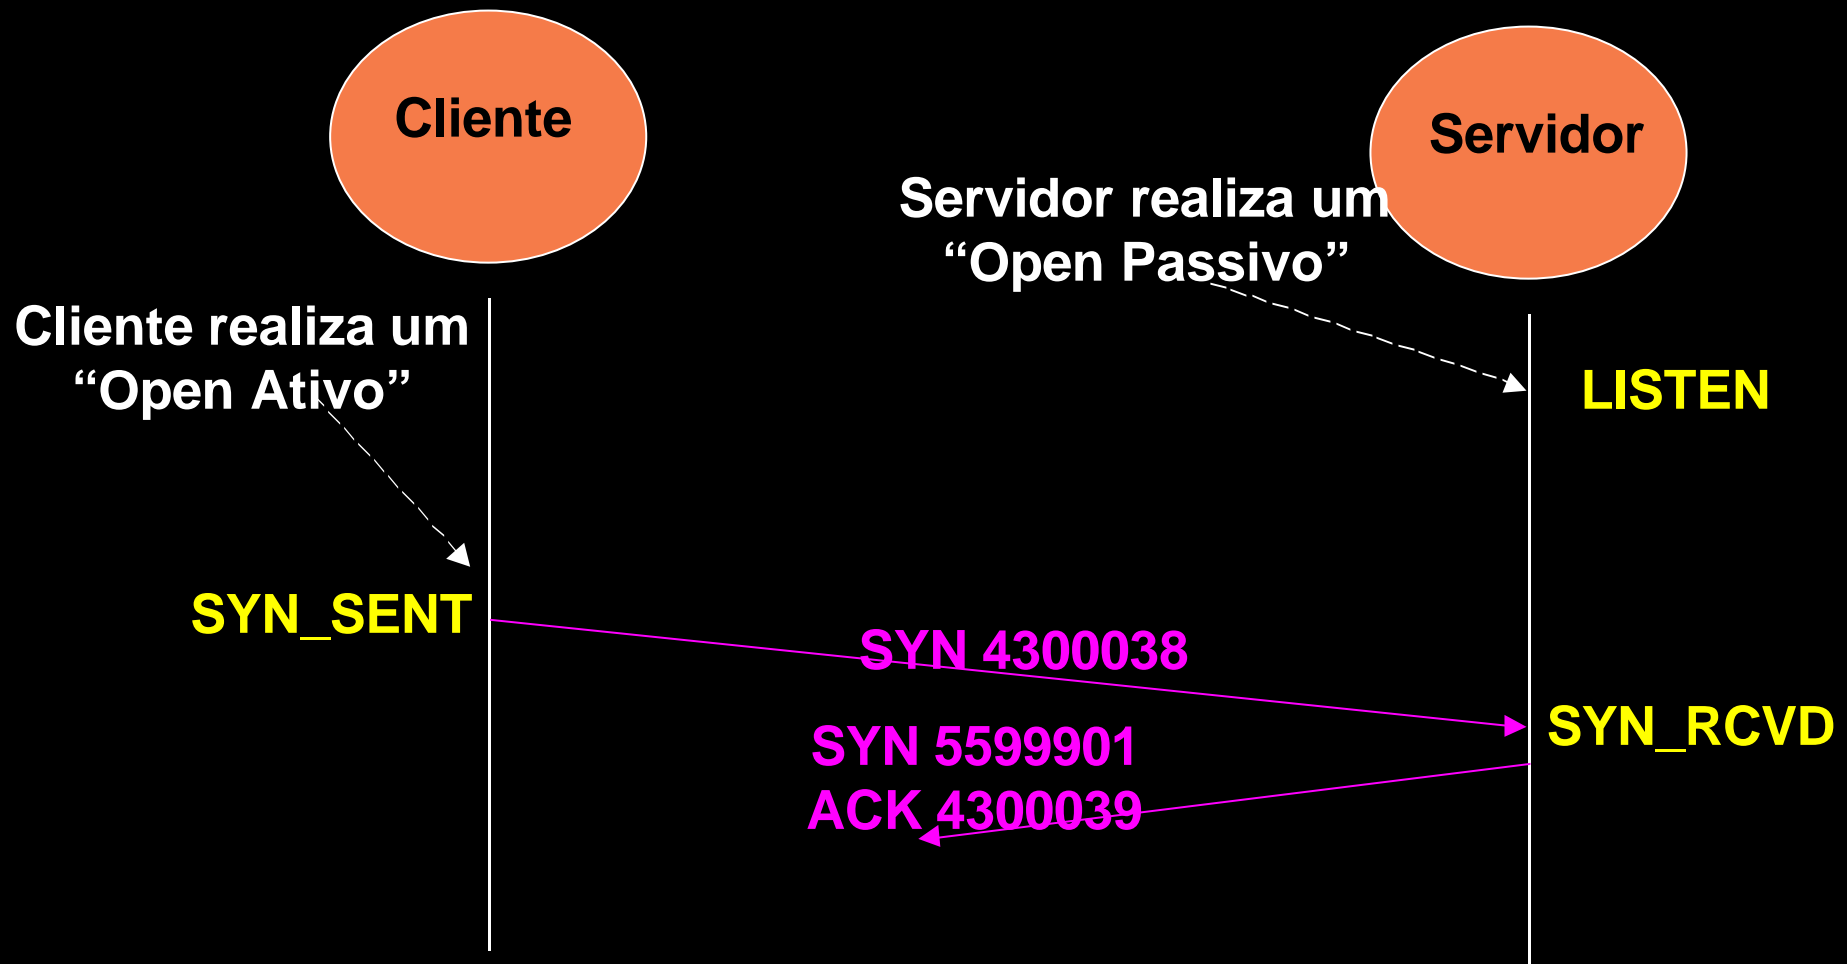 Cliente
Servidor
Servidor realiza um
“Open Passivo”
Cliente realiza um
“Open Ativo”
LISTEN
SYN_SENT
SYN 4300038
SYN_RCVD
SYN 5599901
ACK 4300039